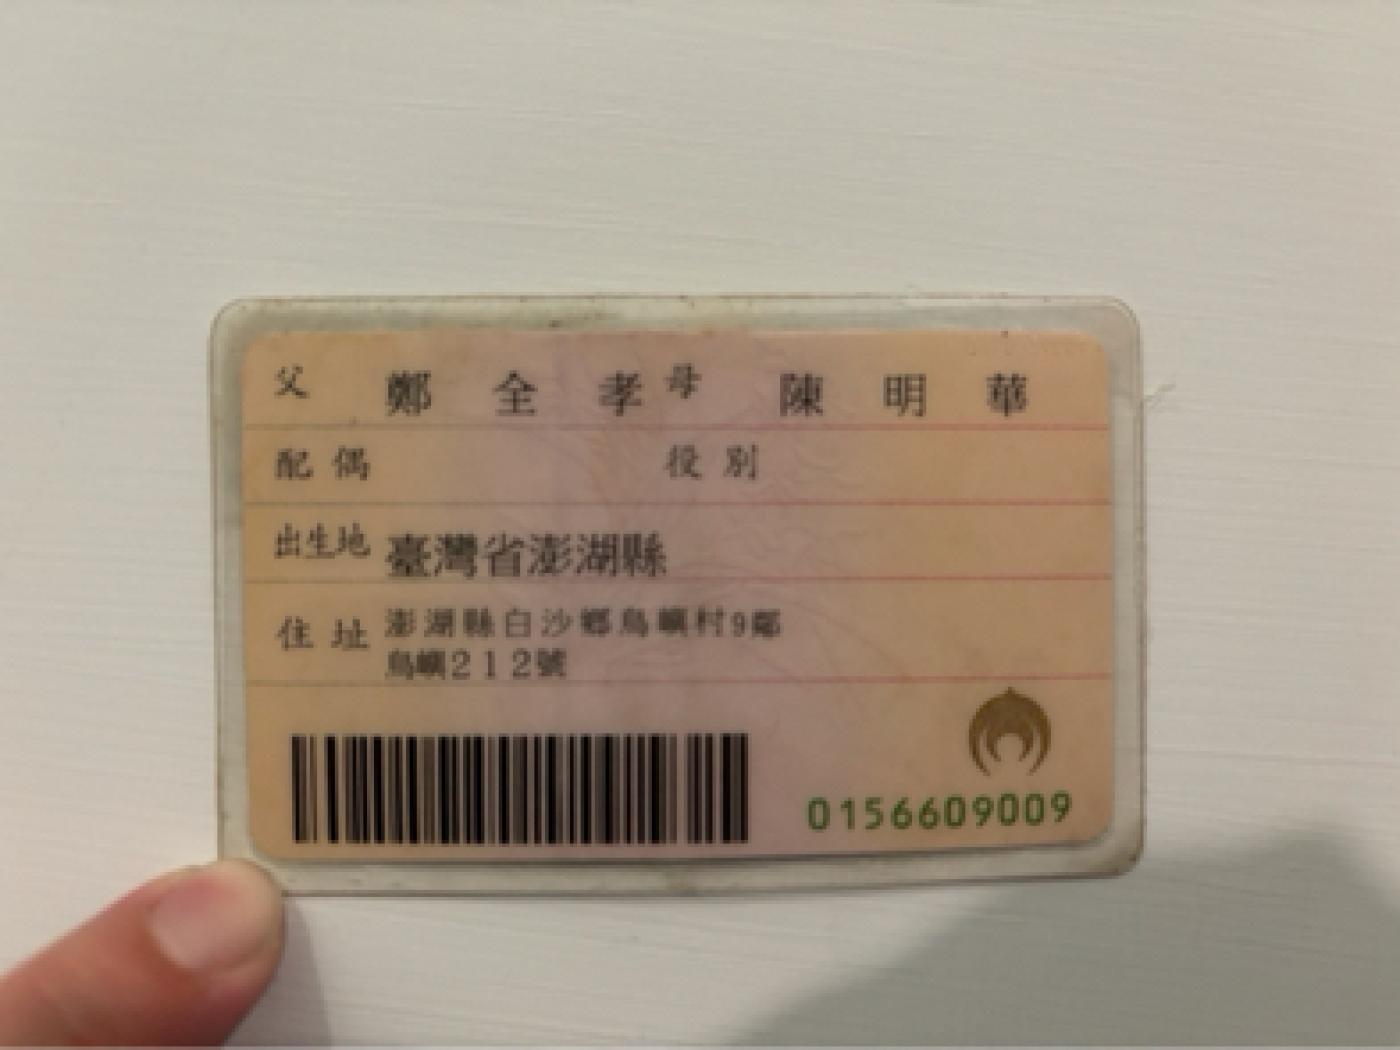 父 鄭全孝 母 陳明華
配偶 役別
出生地 臺灣省澎湖縣
住址 澎湖縣白沙鄉鳥嶼村9鄰
鳥嶼212號
0156609009